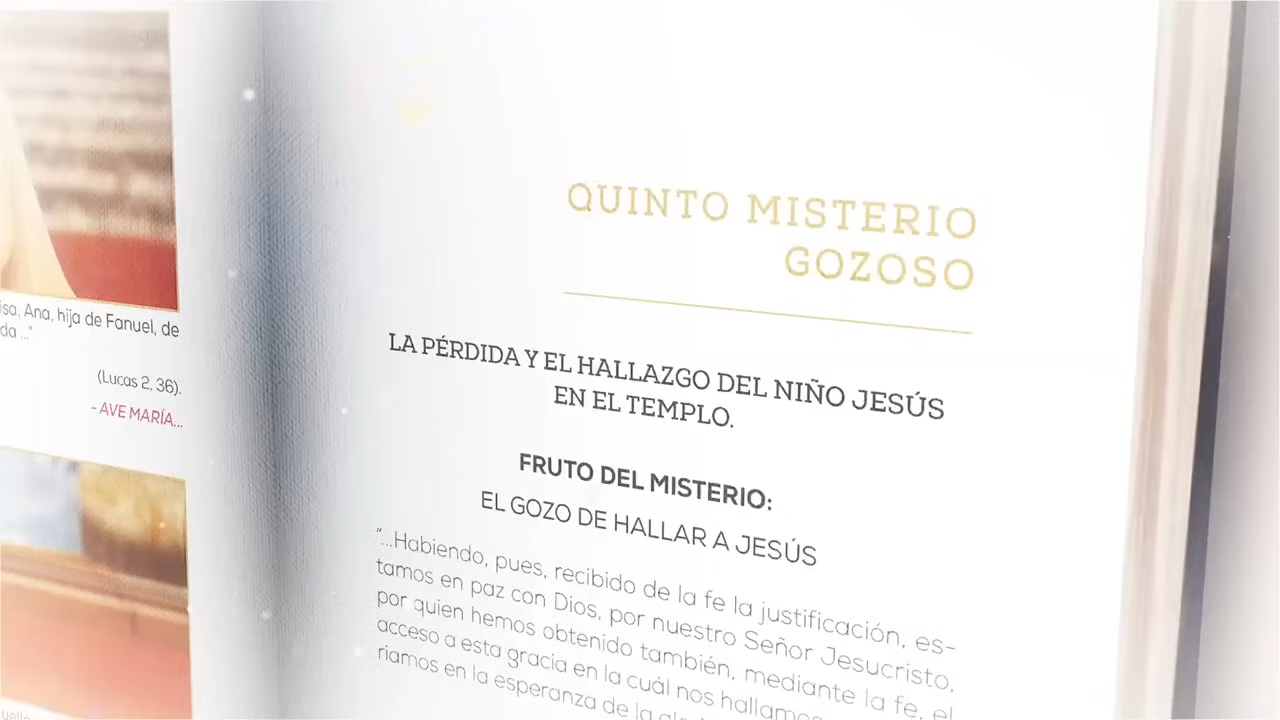 Ana, hija de Fanuel, de
..."
(Lucas 2, 36).
- AVE MARÍA...
QUINTO MISTERIO
GOZOSO
LA PÉRDIDA Y EL HALLAZGO DEL NIÑO JESÚS
EN EL TEMPLO.
FRUTO DEL MISTERIO:
EL GOZO DE HALLAR A JESÚS
"...Habiendo, pues, recibido de la fe la justificación, es-
tamos en paz con Dios, por nuestro Señor Jesucristo,
por quien hemos obtenido también, mediante la fe, el
acceso a esta gracia en la cuál nos hallamos
riamos en la esperanza de la